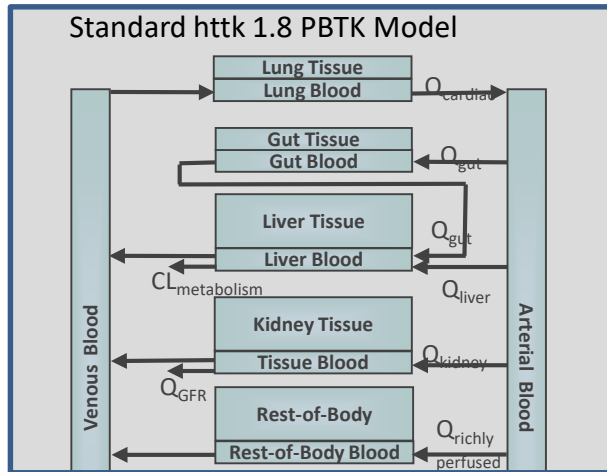 Standard httk 1.8 PBTK Model
Lung Tissue
Lung Blood
Qcardiac
Gut Tissue
Gut Blood
Qgut
Liver Tissue
Qgut
Liver Blood
CLmetabolism
Qliver
Kidney Tissue
Qkidney
Tissue Blood
QGFR
Rest-of-Body
Qrichly
perfused
Rest-of-Body Blood
Venous Blood
Arterial Blood